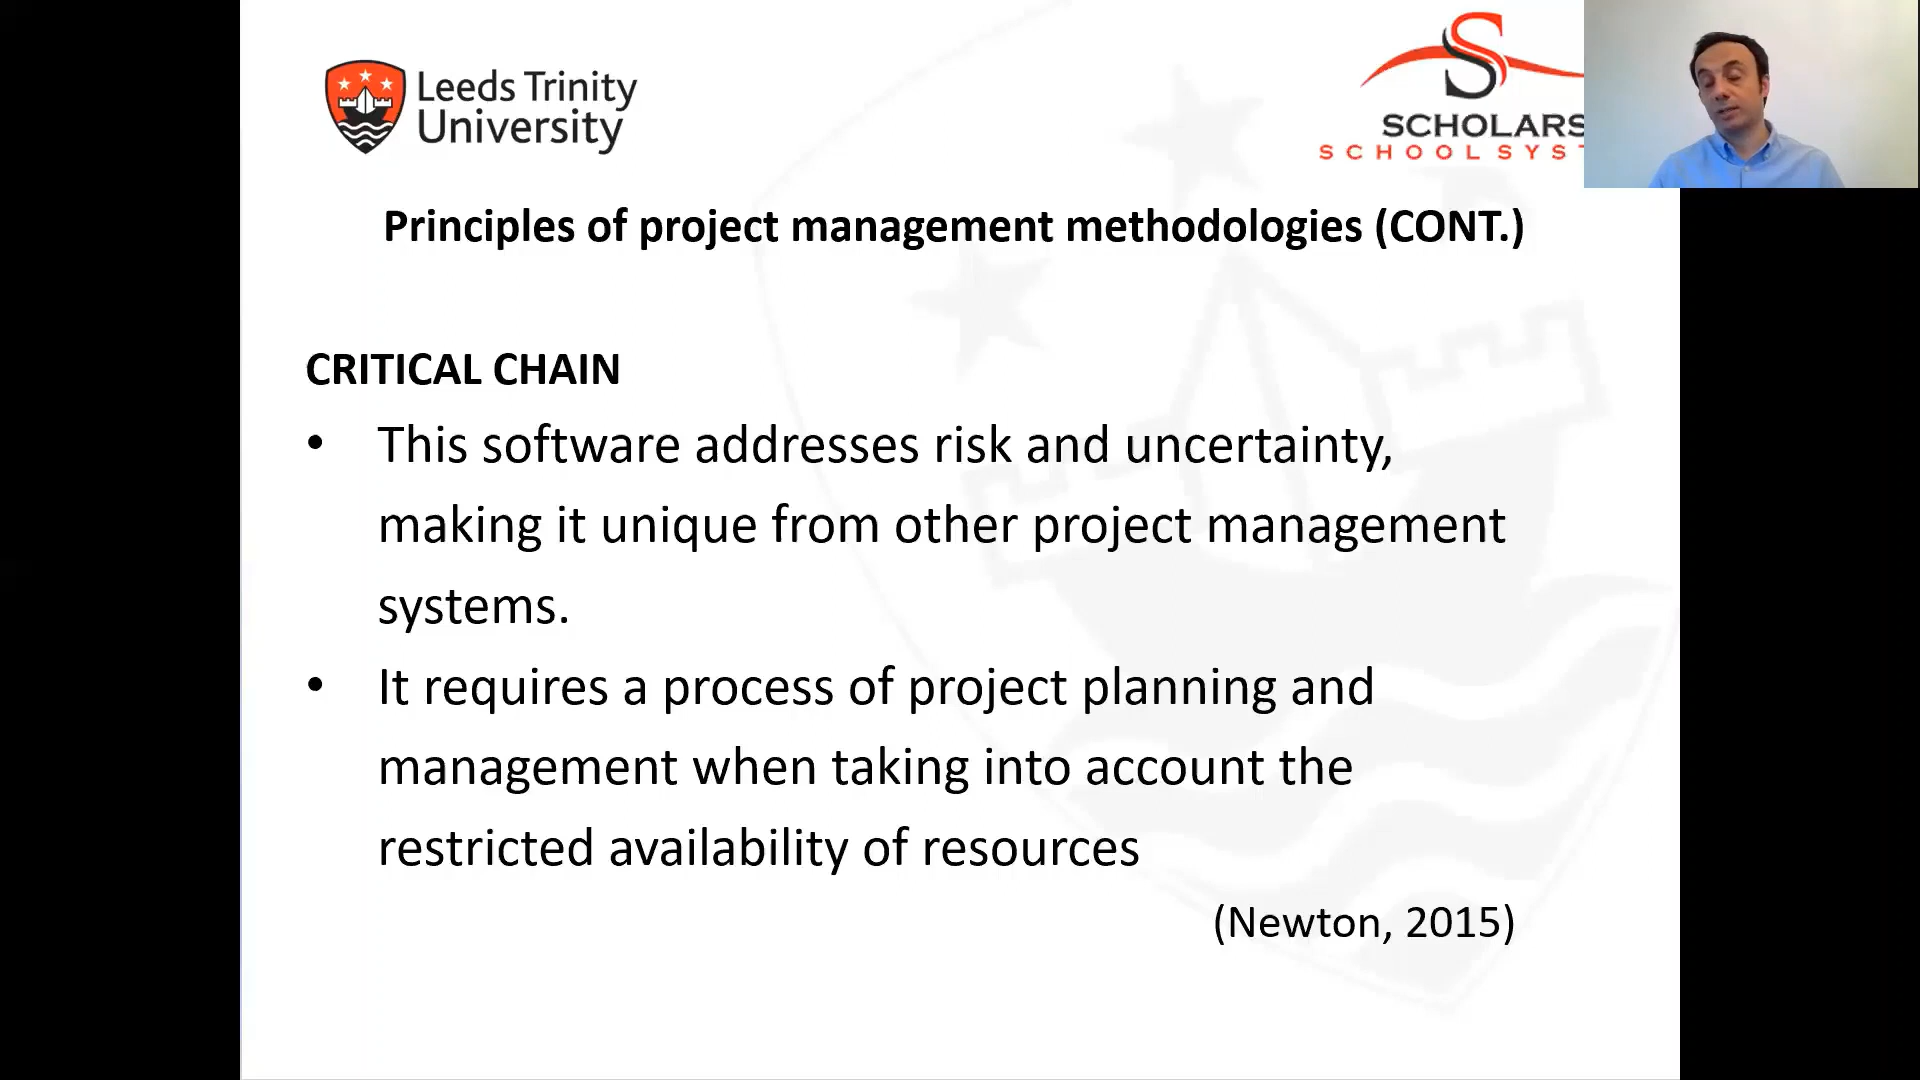 Leeds Trinity
University
SCHOLARS
SCHOOL SYST
Principles of project management methodologies (CONT.)
CRITICAL CHAIN
• This software addresses risk and uncertainty,
making it unique from other project management
systems.
• It requires a process of project planning and
management when taking into account the
restricted availability of resources
(Newton, 2015)